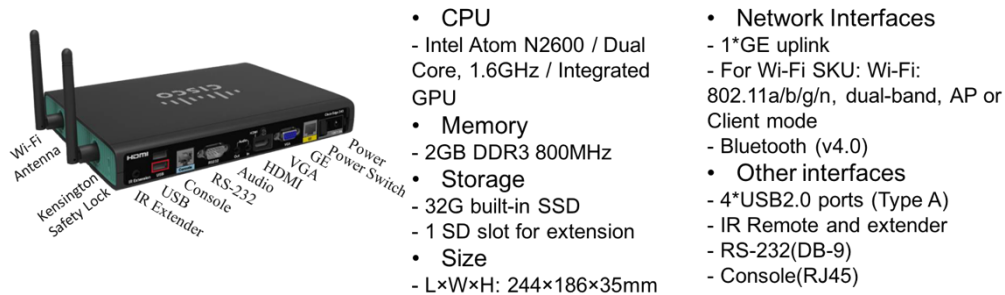 CISCO
Wi-Fi
Antenna
Kensington
Safety Lock
IR Extender
USB
Console
RS-232
Audio
HDMI
VGA
GE
Power Switch
Power
HDMI
IR Extender
USB
• CPU
- Intel Atom N2600 / Dual
Core, 1.6GHz / Integrated
GPU
• Memory
- 2GB DDR3 800MHz
• Storage
- 32G built-in SSD
- 1 SD slot for extension
• Size
- L×W×H: 244×186×35mm
• Network Interfaces
- 1*GE uplink
- For Wi-Fi SKU: Wi-Fi:
802.11a/b/g/n, dual-band, AP or
Client mode
- Bluetooth (v4.0)
• Other interfaces
- 4*USB2.0 ports (Type A)
- IR Remote and extender
- RS-232(DB-9)
- Console(RJ45)